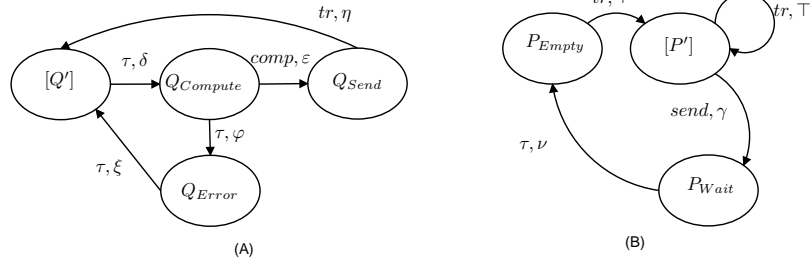 tr, η
[Q']
τ, δ
Q_Compute
comp, ε
Q_Send
τ, φ
τ, ξ
Q_Error
(A)
P_Empty
[P']
tr, ⊤
send, γ
τ, ν
P_Wait
(B)